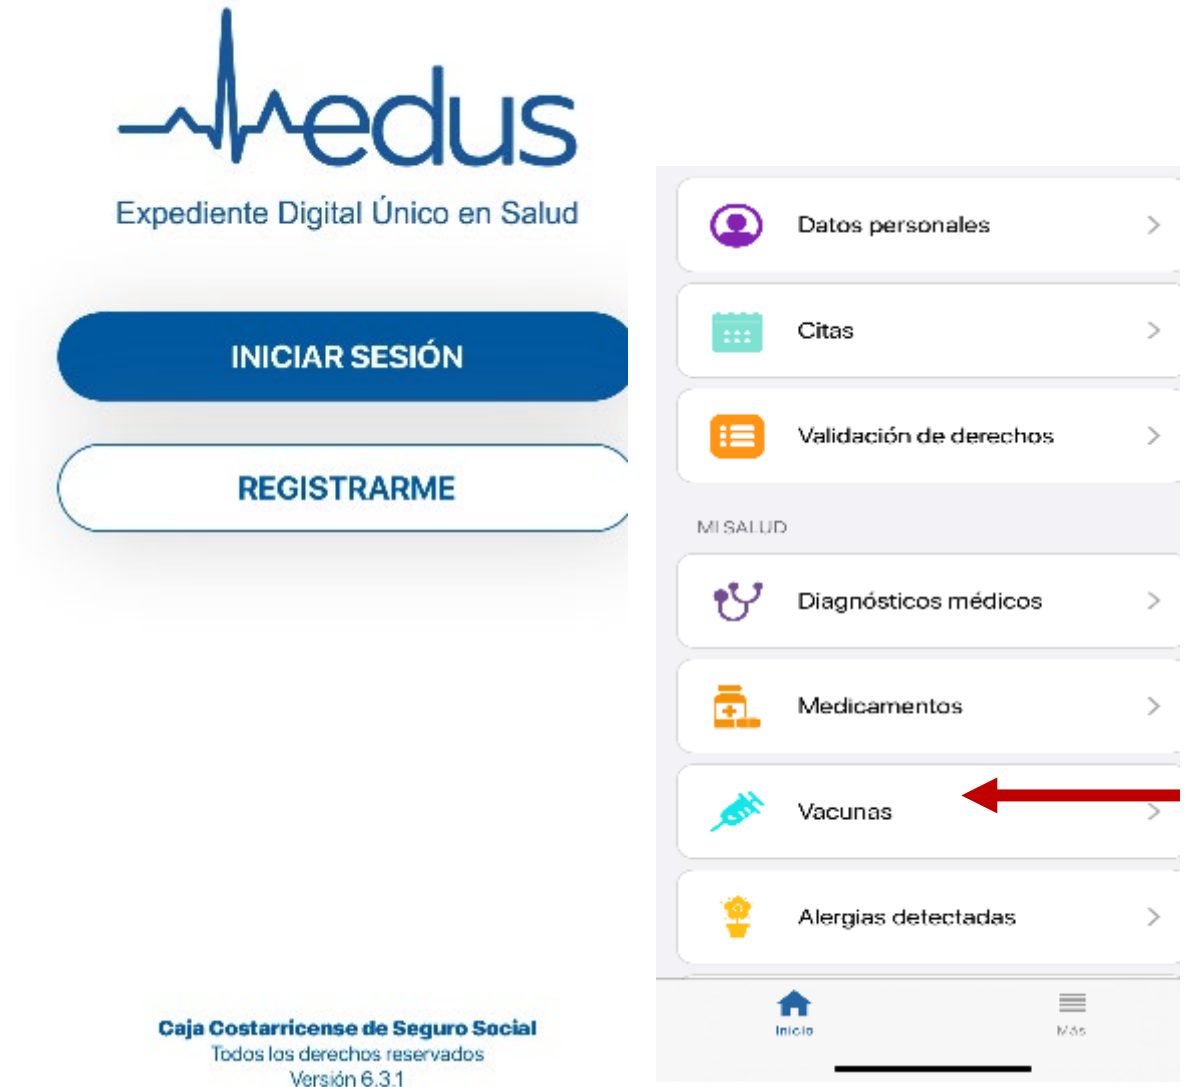 edus
Expediente Digital Único en Salud
INICIAR SESIÓN
REGISTRARME
Caja Costarricense de Seguro Social
Todos los derechos reservados
Versión 6.3.1
Datos personales
Citas
Validación de derechos
MI SALUD
Diagnósticos médicos
Medicamentos
Vacunas
Alergias detectadas
Inicio
Más